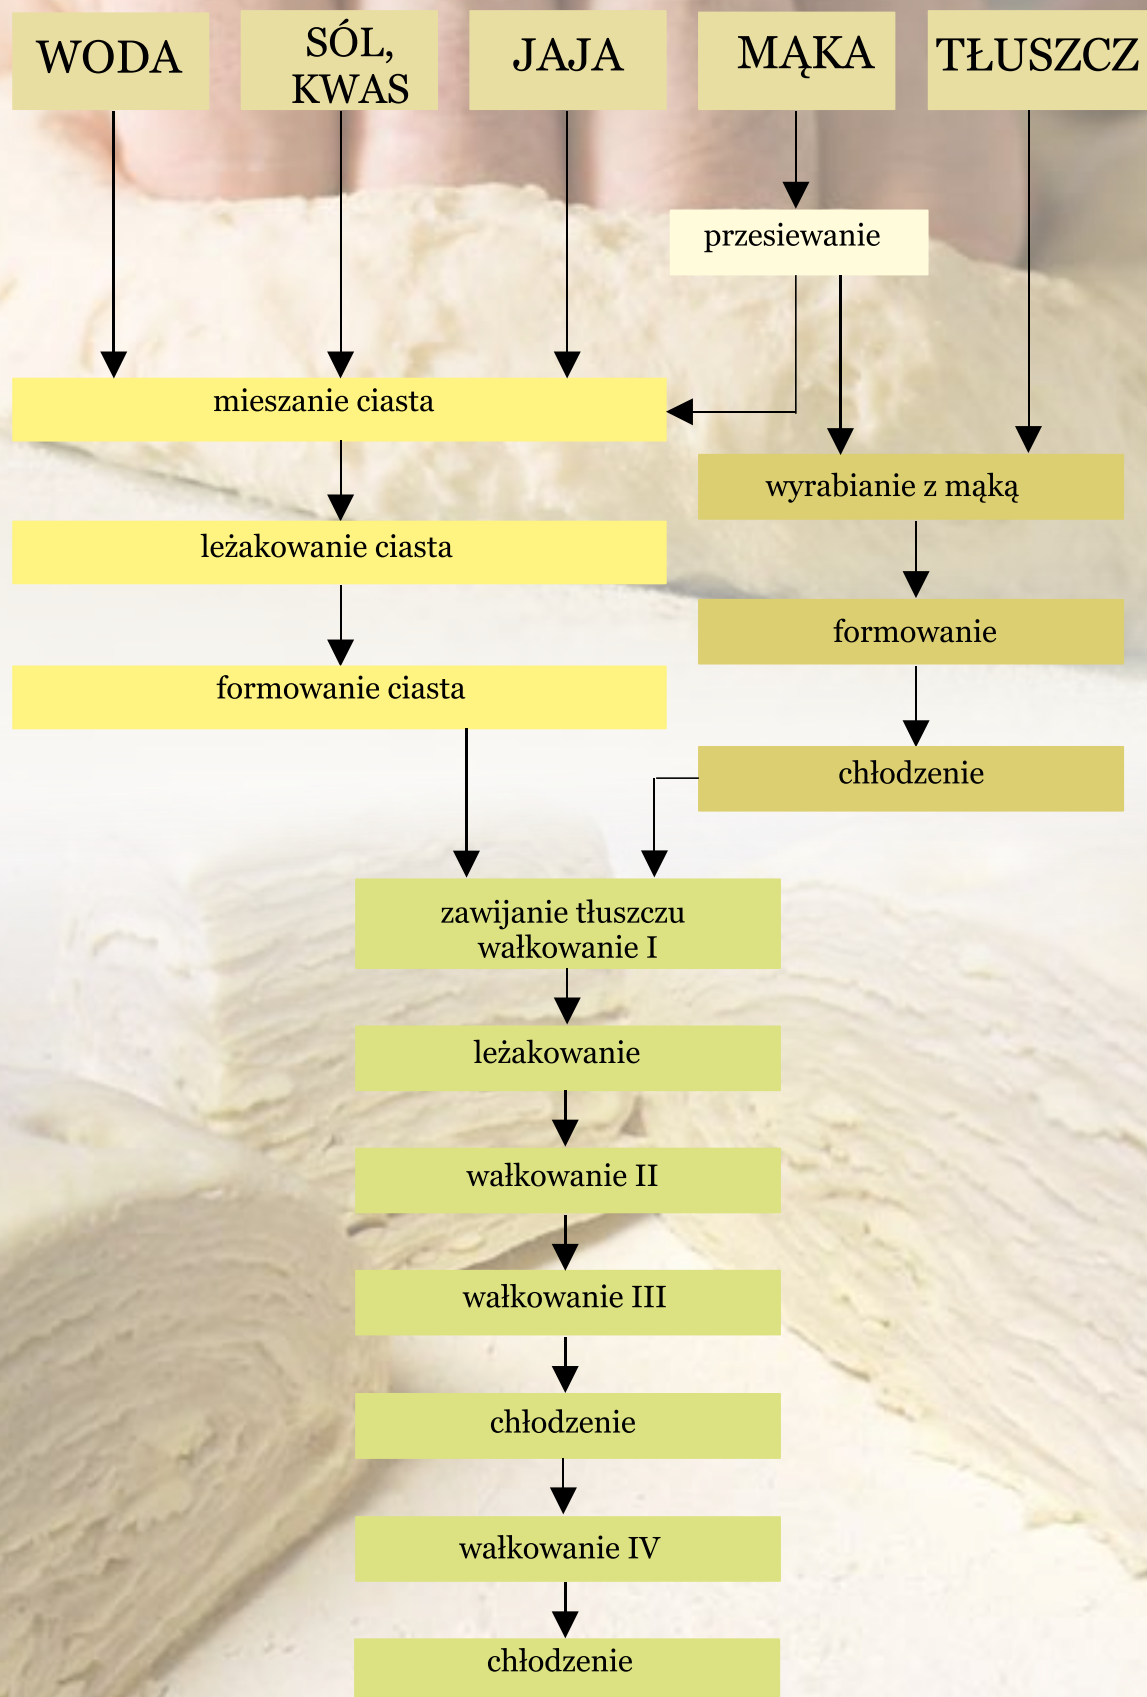 WODA
SÓL,
KWAS
JAJA
MĄKA
TŁUSZCZ
przesiewanie
mieszanie ciasta
wyrabianie z mąką
leżakowanie ciasta
formowanie
formowanie ciasta
chłodzenie
zawijanie tłuszczu
wałkowanie I
leżakowanie
wałkowanie II
wałkowanie III
chłodzenie
wałkowanie IV
chłodzenie